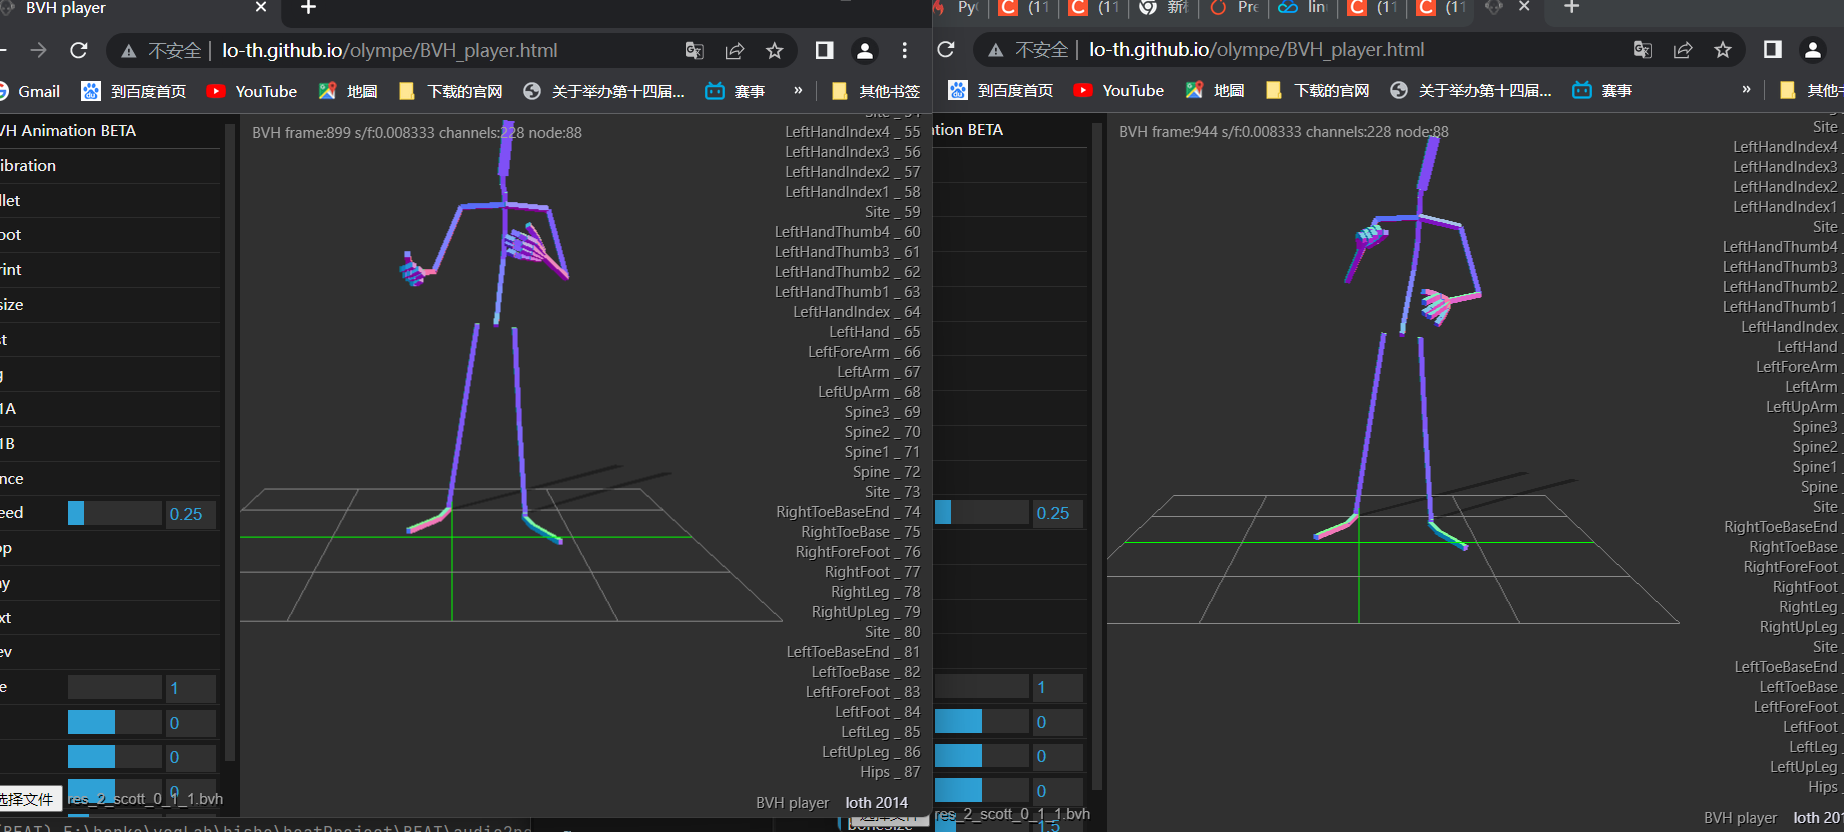 BVH player
不安全 lo-th.github.io/olympe/BVH_player.html
Gmail 到百度首页 YouTube 地圖 下载的官网 关于举办第十四届... 赛事 » 其他书签
VH Animation BETA
ibration
llet
oot
rint
size
st
g
1A
1B
nce
eed 0.25
op
ay
xt
ev
e 1
0
0
0
选择文件 res_2_scott_0_1_1.bvh
BVH frame:899 s/f:0.008333 channels:228 node:88
LeftHandIndex4 _ 55
LeftHandIndex3 _ 56
LeftHandIndex2 _ 57
LeftHandIndex1 _ 58
Site _ 59
LeftHandThumb4 _ 60
LeftHandThumb3 _ 61
LeftHandThumb2 _ 62
LeftHandThumb1 _ 63
LeftHandIndex _ 64
LeftHand _ 65
LeftForeArm _ 66
LeftArm _ 67
LeftUpArm _ 68
Spine3 _ 69
Spine2 _ 70
Spine1 _ 71
Spine _ 72
Site _ 73
RightToeBaseEnd _ 74
RightToeBase _ 75
RightForeFoot _ 76
RightFoot _ 77
RightLeg _ 78
RightUpLeg _ 79
Site _ 80
LeftToeBaseEnd _ 81
LeftToeBase _ 82
LeftForeFoot _ 83
LeftFoot _ 84
LeftLeg _ 85
LeftUpLeg _ 86
Hips _ 87
BVH player loth 2014
Py (11 (11 新 Pre lin (11 (11
不安全 lo-th.github.io/olympe/BVH_player.html
到百度首页 YouTube 地圖 下载的官网 关于举办第十四届... 赛事 » 其他
tion BETA
0.25
1
0
0
0
res_2_scott_0_1_1.bvh
bonesize 1.5
BVH frame:944 s/f:0.008333 channels:228 node:88
Site _
LeftHandIndex4 _
LeftHandIndex3 _
LeftHandIndex2 _
LeftHandIndex1 _
Site _
LeftHandThumb4 _
LeftHandThumb3 _
LeftHandThumb2 _
LeftHandThumb1 _
LeftHandIndex _
LeftHand _
LeftForeArm _
LeftArm _
LeftUpArm _
Spine3 _
Spine2 _
Spine1 _
Spine _
Site _
RightToeBaseEnd _
RightToeBase _
RightForeFoot _
RightFoot _
RightLeg _
RightUpLeg _
Site _
LeftToeBaseEnd _
LeftToeBase _
LeftForeFoot _
LeftFoot _
LeftLeg _
LeftUpLeg _
Hips _
BVH player loth 201